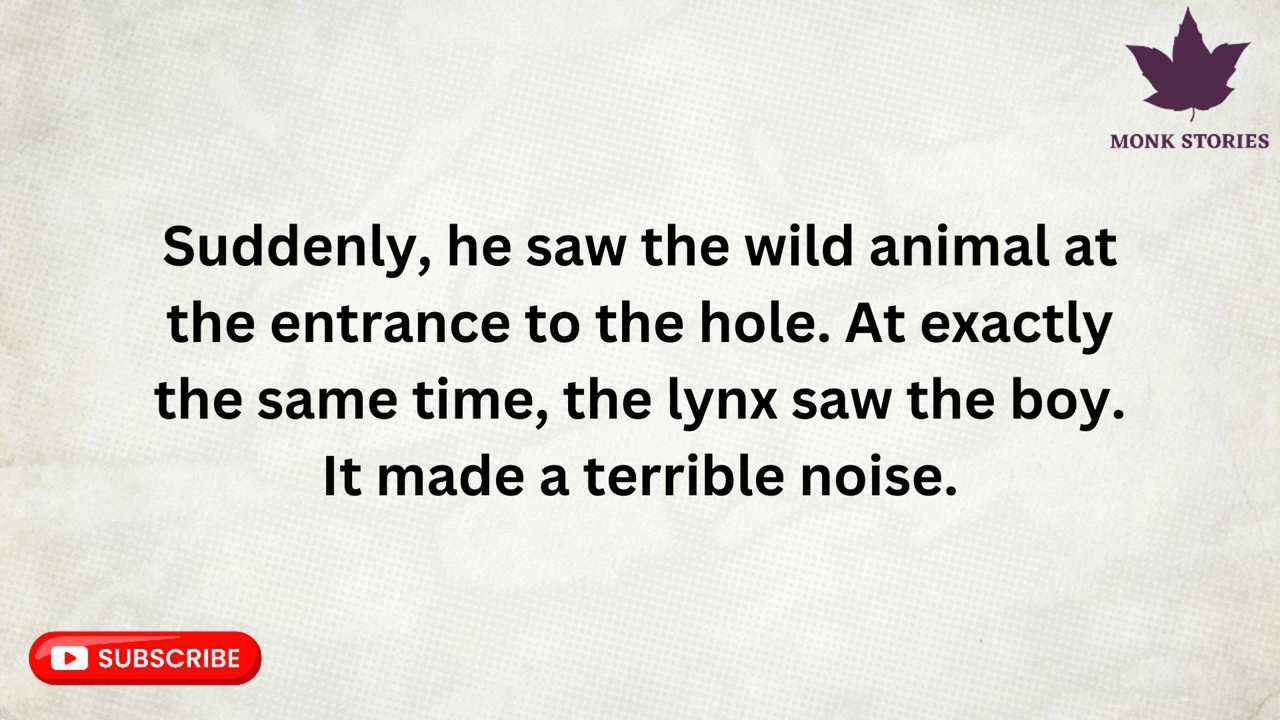 MONK STORIES
Suddenly, he saw the wild animal at
the entrance to the hole. At exactly
the same time, the lynx saw the boy.
It made a terrible noise.
SUBSCRIBE